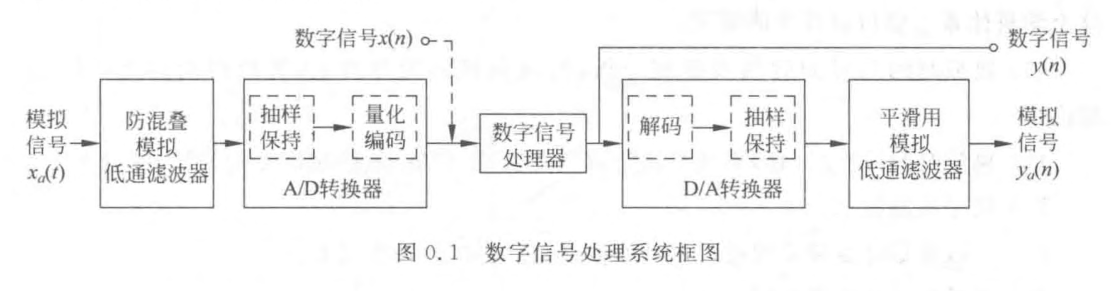 数字信号x(n)
数字信号
y(n)
模拟
信号
x_a(t)
防混叠
模拟
低通滤波器
抽样
保持
量化
编码
A/D转换器
数字信号
处理器
解码
抽样
保持
D/A转换器
平滑用
模拟
低通滤波器
模拟
信号
y_a(n)
图 0.1 数字信号处理系统框图